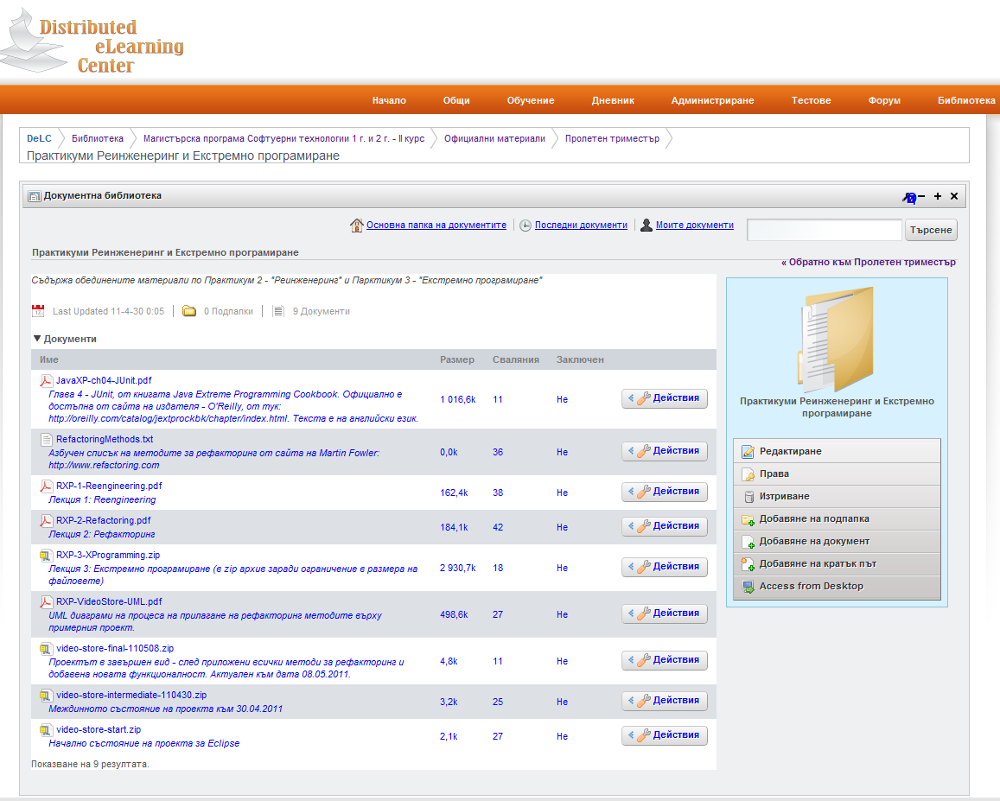 Distributed
eLearning
Center
Начало Общи Обучение Дневник Администриране Тестове Форум Библиотека
DeLC Библиотека Магистърска програма Софтуерни технологии 1 г. и 2 г. - II курс Официални материали Пролетен триместър
Практикуми Реинженеринг и Екстремно програмиране
Документна библиотека
Основна папка на документите Последни документи Моите документи Търсене
Практикуми Реинженеринг и Екстремно програмиране
« Обратно към Пролетен триместър
Съдържа обединените материали по Практикум 2 - "Реинженеринг" и Парктикум 3 - "Екстремно програмиране"
Last Updated 11-4-30 0:05 0 Подпапки 9 Документи
Документи
Име Размер Сваляния Заключен
JavaXP-ch04-JUnit.pdf
Глава 4 - JUnit, от книгата Java Extreme Programming Cookbook. Официално е
достъпна от сайта на издателя - O'Reilly, от тук:
http://oreilly.com/catalog/jextprockbk/chapter/index.html. Текста е на английски език.
1 016,6k 11 Не Действия
RefactoringMethods.txt
Азбучен списък на методите за рефакторинг от сайта на Martin Fowler:
http://www.refactoring.com
0,0k 36 Не Действия
RXP-1-Reengineering.pdf
Лекция 1: Reengineering
162,4k 38 Не Действия
RXP-2-Refactoring.pdf
Лекция 2: Рефакторинг
184,1k 42 Не Действия
RXP-3-XProgramming.zip
Лекция 3: Екстремно програмиране (в zip архив заради ограничение в размера на
файловете)
2 930,7k 18 Не Действия
RXP-VideoStore-UML.pdf
UML диаграми на процеса на прилагане на рефакторинг методите върху
примерния проект.
498,6k 27 Не Действия
video-store-final-110508.zip
Проектът в завършен вид - след приложени всички методи за рефакторинг и
добавена новата функционалност. Актуален към дата 08.05.2011.
4,8k 11 Не Действия
video-store-intermediate-110430.zip
Междинното състояние на проекта към 30.04.2011
3,2k 25 Не Действия
video-store-start.zip
Начално състояние на проекта за Eclipse
2,1k 27 Не Действия
Показване на 9 резултата.
Практикуми Реинженеринг и Екстремно
програмиране
Редактиране
Права
Изтриване
Добавяне на подпапка
Добавяне на документ
Добавяне на кратък път
Access from Desktop